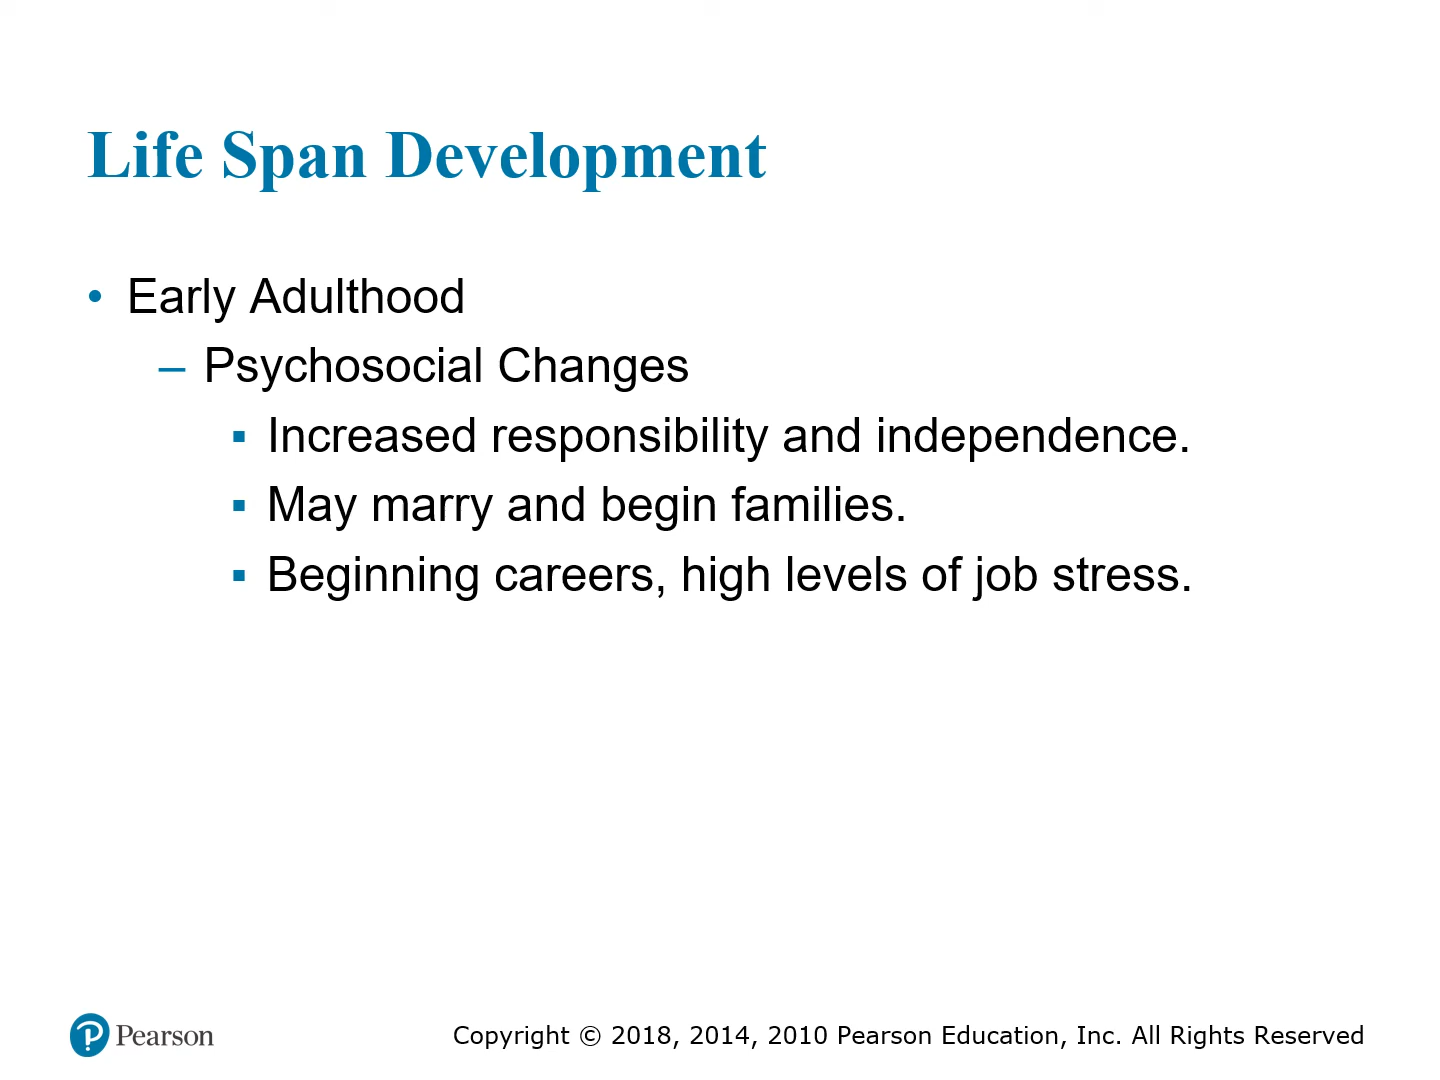 Life Span Development
• Early Adulthood
– Psychosocial Changes
▪ Increased responsibility and independence.
▪ May marry and begin families.
▪ Beginning careers, high levels of job stress.
Pearson
Copyright © 2018, 2014, 2010 Pearson Education, Inc. All Rights Reserved